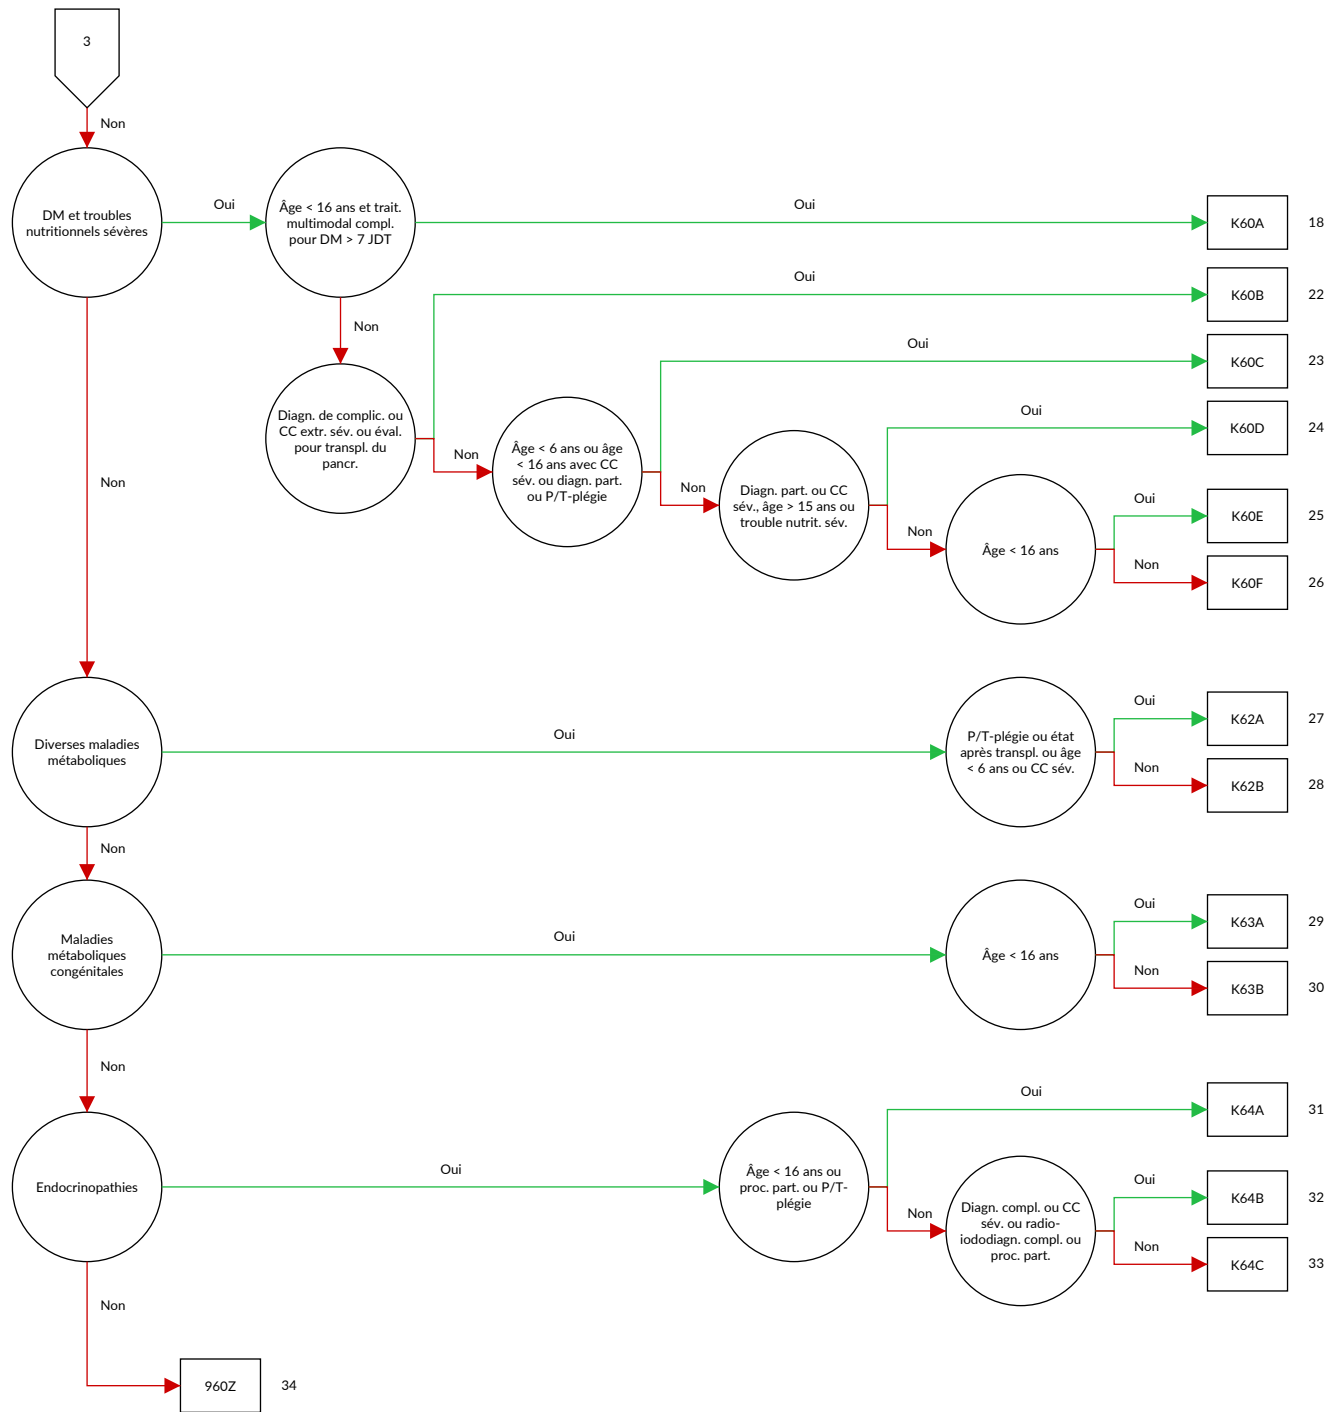 3
Non
DM et troubles
nutritionnels sévères
Oui
Âge < 16 ans et trait.
multimodal compl.
pour DM > 7 JDT
Oui
K60A
18
Non
Oui
K60B
22
Diagn. de complic. ou
CC extr. sév. ou éval.
pour transpl. du
pancr.
Non
Âge < 6 ans ou âge
< 16 ans avec CC
sév. ou diagn. part.
ou P/T-plégie
Oui
K60C
23
Non
Diagn. part. ou CC
sév., âge > 15 ans ou
trouble nutrit. sév.
Oui
K60D
24
Non
Âge < 16 ans
Oui
K60E
25
Non
K60F
26
Non
Diverses maladies
métaboliques
Oui
P/T-plégie ou état
après transpl. ou âge
< 6 ans ou CC sév.
Oui
K62A
27
Non
K62B
28
Non
Maladies
métaboliques
congénitales
Oui
Âge < 16 ans
Oui
K63A
29
Non
K63B
30
Non
Endocrinopathies
Oui
Âge < 16 ans ou
proc. part. ou P/T-
plégie
Oui
K64A
31
Non
Diagn. compl. ou CC
sév. ou radio-
iododiagn. compl. ou
proc. part.
Oui
K64B
32
Non
K64C
33
Non
960Z
34